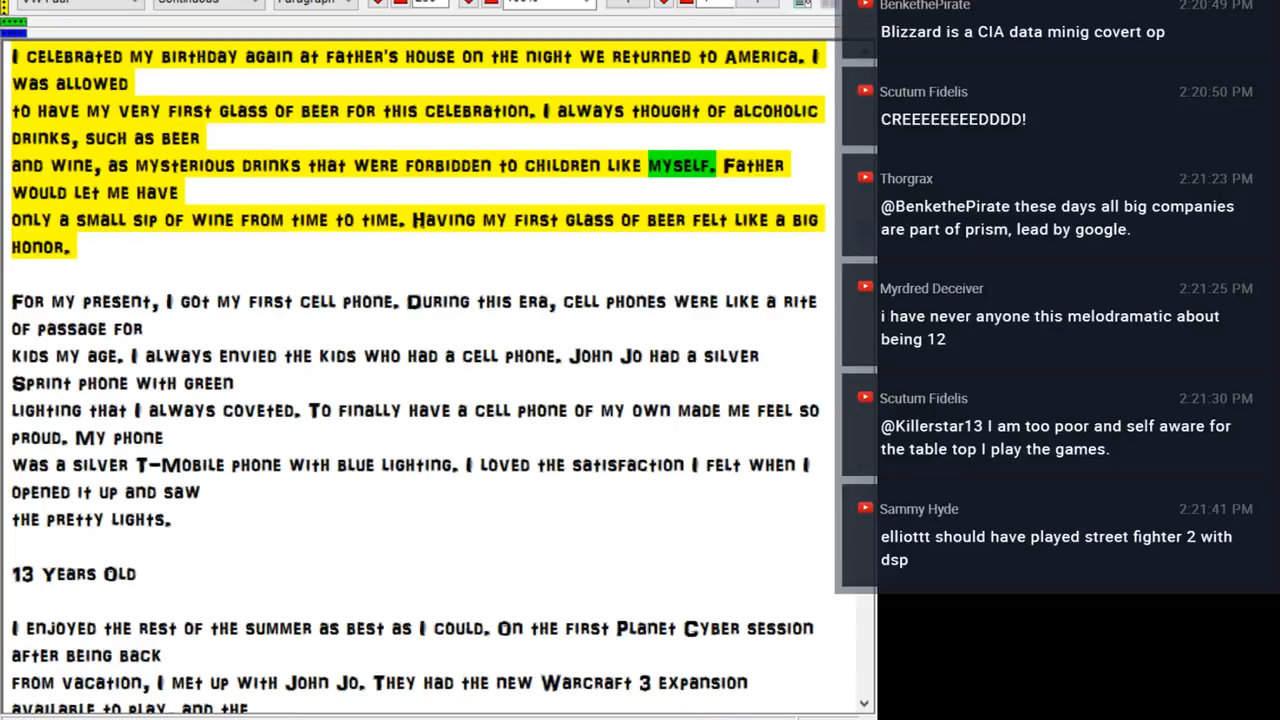 Continuous
Paragraph
I celebrated my birthday again at father's house on the night we returned to America. I
was allowed
to have my very first glass of beer for this celebration. I always thought of alcoholic
drinks, such as beer
and wine, as mysterious drinks that were forbidden to children like myself. Father
would let me have
only a small sip of wine from time to time. Having my first glass of beer felt like a big
honor.
For my present, I got my first cell phone. During this era, cell phones were like a rite
of passage for
kids my age. I always envied the kids who had a cell phone. John Jo had a silver
Sprint phone with green
lighting that I always coveted. To finally have a cell phone of my own made me feel so
proud. My phone
was a silver T-Mobile phone with blue lighting. I loved the satisfaction I felt when I
opened it up and saw
the pretty lights.
13 Years Old
I enjoyed the rest of the summer as best as I could. On the first Planet Cyber session
after being back
from vacation, I met up with John Jo. They had the new Warcraft 3 expansion
available to play, and the
BenkethePirate 2:20:49 PM
Blizzard is a CIA data minig covert op
Scutum Fidelis 2:20:50 PM
CREEEEEEEDDDD!
Thorgrax 2:21:23 PM
@BenkethePirate these days all big companies
are part of prism, lead by google.
Myrdred Deceiver 2:21:25 PM
i have never anyone this melodramatic about
being 12
Scutum Fidelis 2:21:30 PM
@Killerstar13 I am too poor and self aware for
the table top I play the games.
Sammy Hyde 2:21:41 PM
elliottt should have played street fighter 2 with
dsp